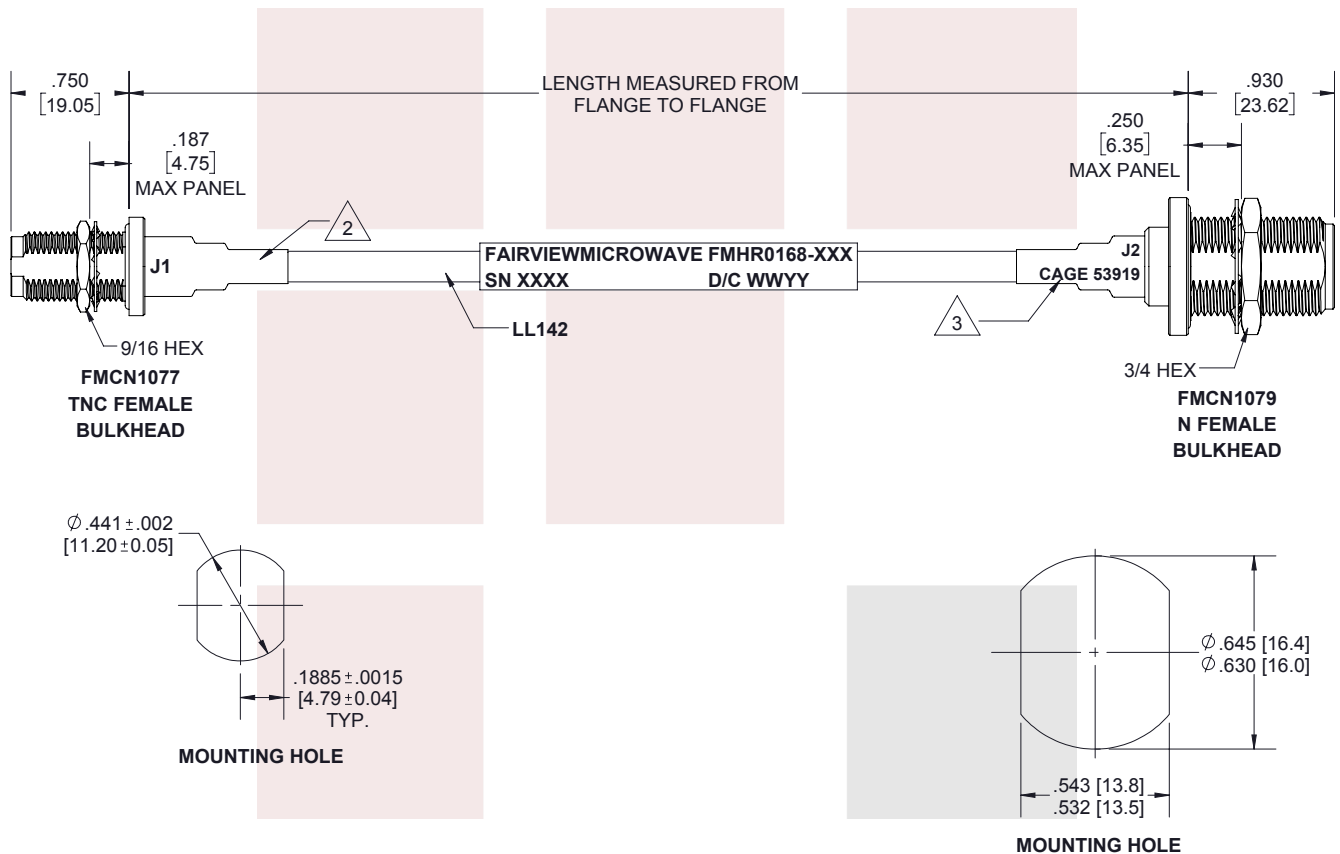 .750
[19.05]
LENGTH MEASURED FROM
FLANGE TO FLANGE
.930
[23.62]
.187
[4.75]
MAX PANEL
.250
[6.35]
MAX PANEL
2
J1
FAIRVIEWMICROWAVE FMHR0168-XXX
SN XXXX D/C WWYY
J2
CAGE 53919
3
LL142
9/16 HEX
FMCN1077
TNC FEMALE
BULKHEAD
3/4 HEX
FMCN1079
N FEMALE
BULKHEAD
Ø .441 ±.002
[11.20 ±0.05]
.1885 ±.0015
[4.79 ±0.04]
TYP.
MOUNTING HOLE
Ø .645 [16.4]
Ø .630 [16.0]
.543 [13.8]
.532 [13.5]
MOUNTING HOLE